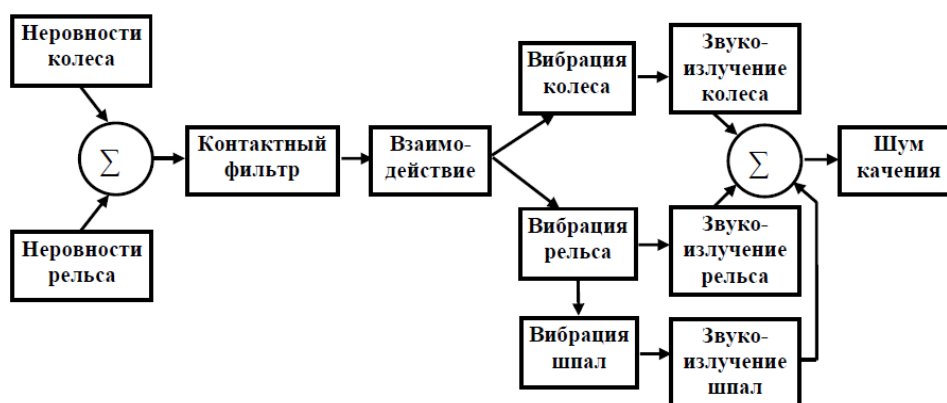 Неровности
колеса
∑
Неровности
рельса
Контактный
фильтр
Взаимо-
действие
Вибрация
колеса
Звуко-
излучение
колеса
Вибрация
рельса
Звуко-
излучение
рельса
Вибрация
шпал
Звуко-
излучение
шпал
∑
Шум
качения